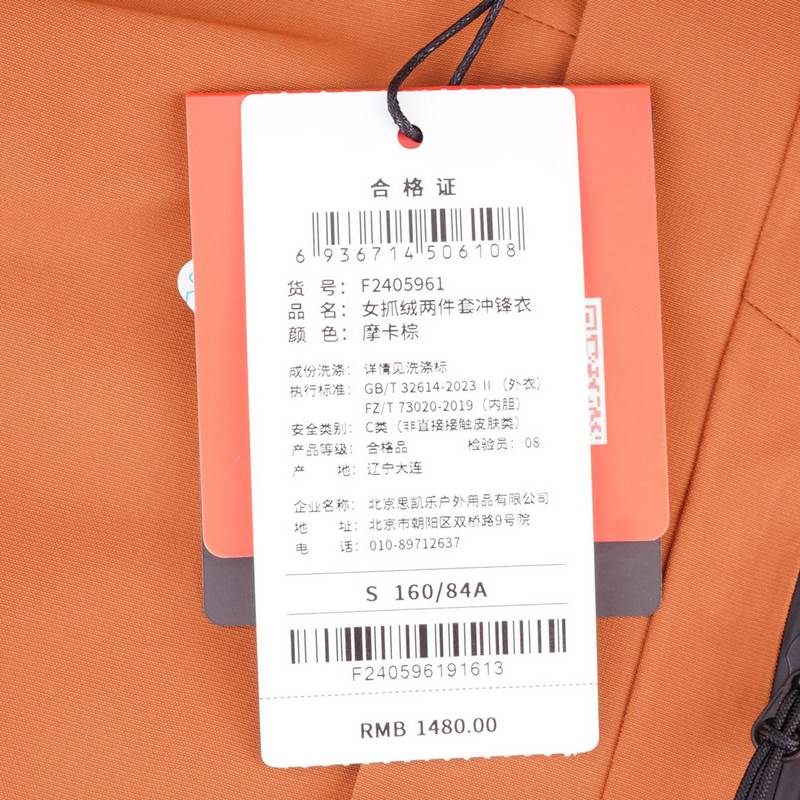 合格证
6 936714 506108
货 号: F2405961
品 名: 女抓绒两件套冲锋衣
颜 色: 摩卡棕
成份洗涤: 详情见洗涤标
执行标准: GB/T 32614-2023 II (外衣)
FZ/T 73020-2019 (内胆)
安全类别: C类 (非直接接触皮肤类)
产品等级: 合格品 检验员: 08
产 地: 辽宁大连
企业名称: 北京思凯乐户外用品有限公司
地 址: 北京市朝阳区双桥路9号院
电 话: 010-89712637
S 160/84A
F240596191613
RMB 1480.00